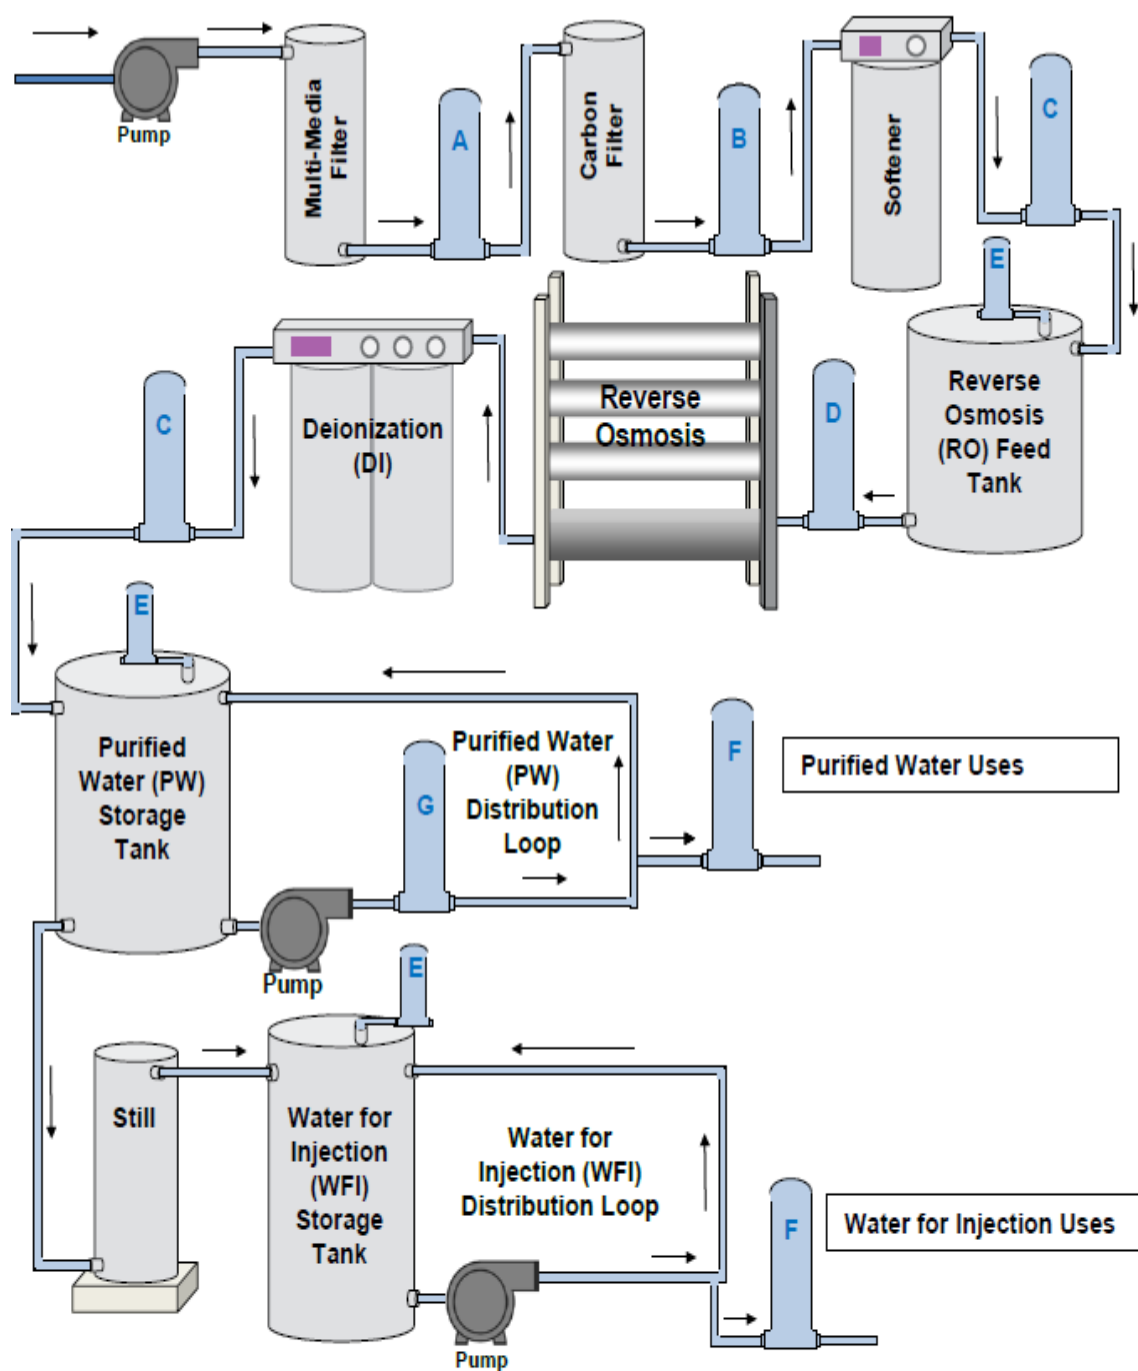 Pump
Multi-Media
Filter
A
Carbon
Filter
B
Softener
C
E
Reverse
Osmosis
(RO) Feed
Tank
D
Reverse
Osmosis
Deionization
(DI)
C
E
Purified
Water (PW)
Storage
Tank
Pump
G
Purified Water
(PW)
Distribution
Loop
F
Purified Water Uses
Still
E
Water for
Injection
(WFI)
Storage
Tank
Pump
Water for
Injection (WFI)
Distribution Loop
F
Water for Injection Uses